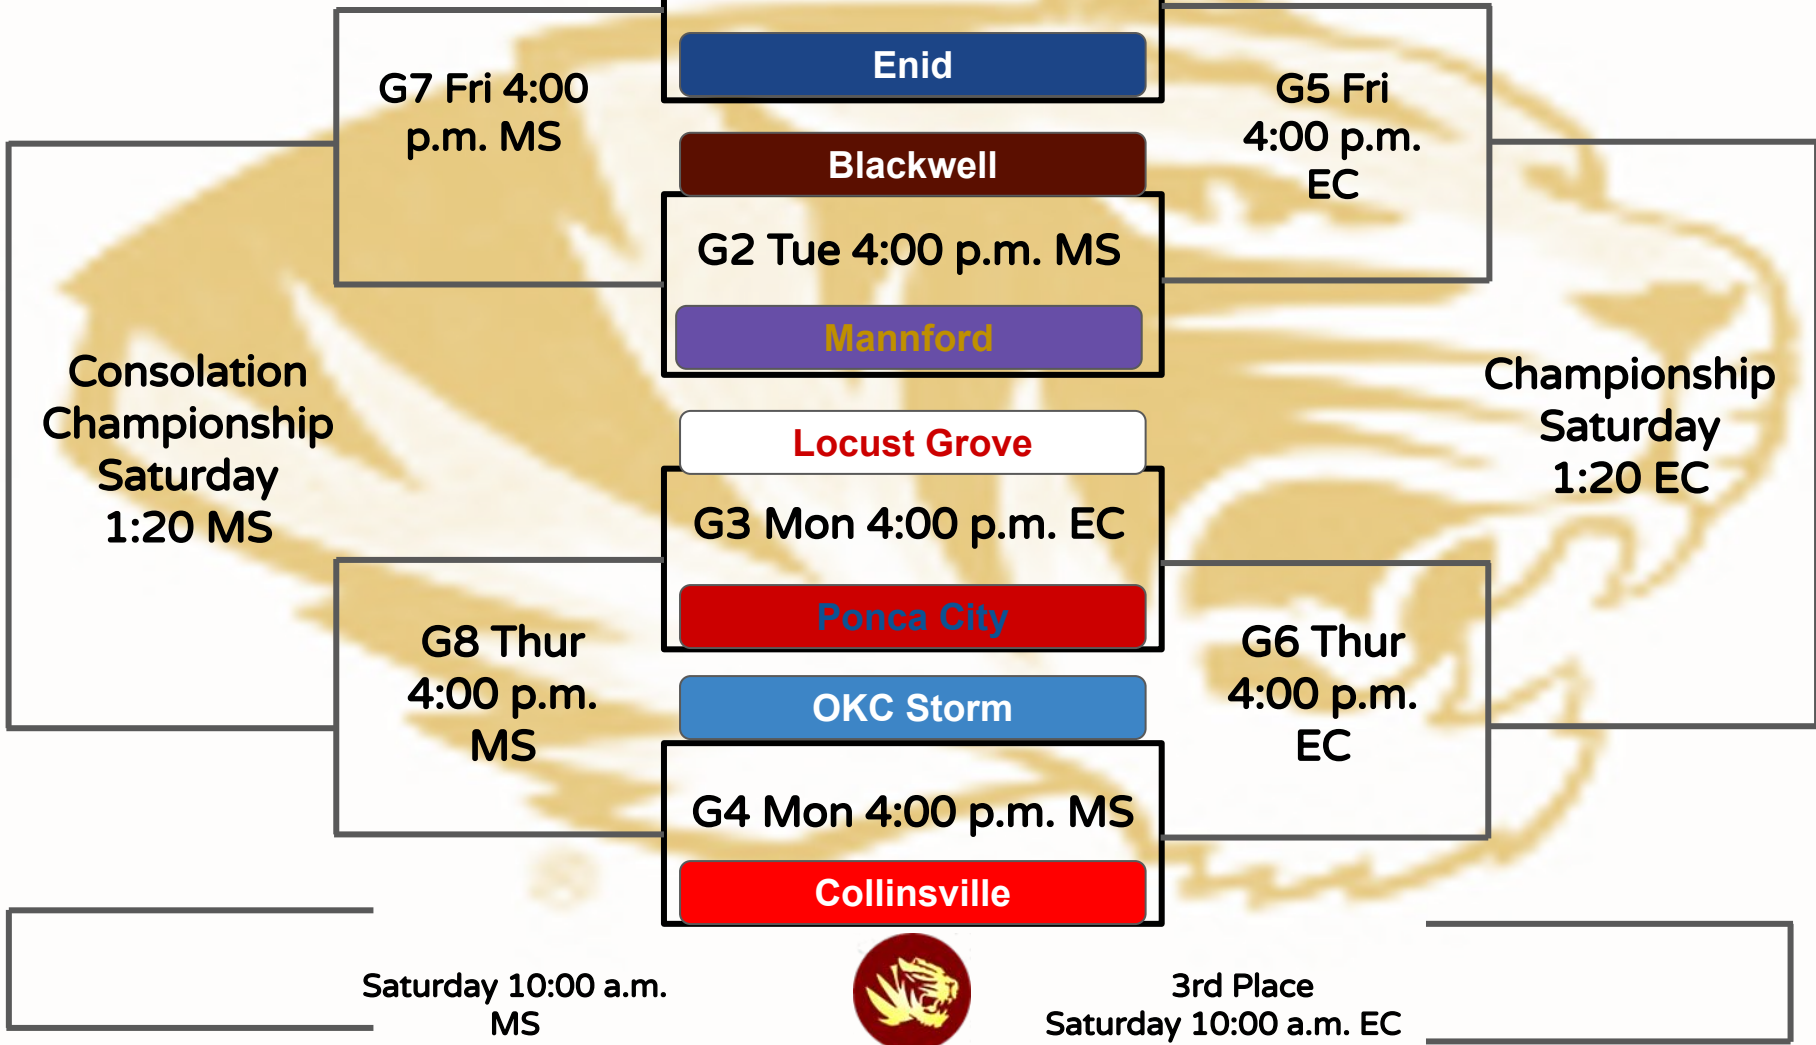 Enid
G7 Fri 4:00
p.m. MS
G5 Fri
4:00 p.m.
EC
Blackwell
G2 Tue 4:00 p.m. MS
Mannford
Consolation
Championship
Saturday
1:20 MS
Championship
Saturday
1:20 EC
Locust Grove
G3 Mon 4:00 p.m. EC
Ponca City
G8 Thur
4:00 p.m.
MS
G6 Thur
4:00 p.m.
EC
OKC Storm
G4 Mon 4:00 p.m. MS
Collinsville
Saturday 10:00 a.m.
MS
3rd Place
Saturday 10:00 a.m. EC